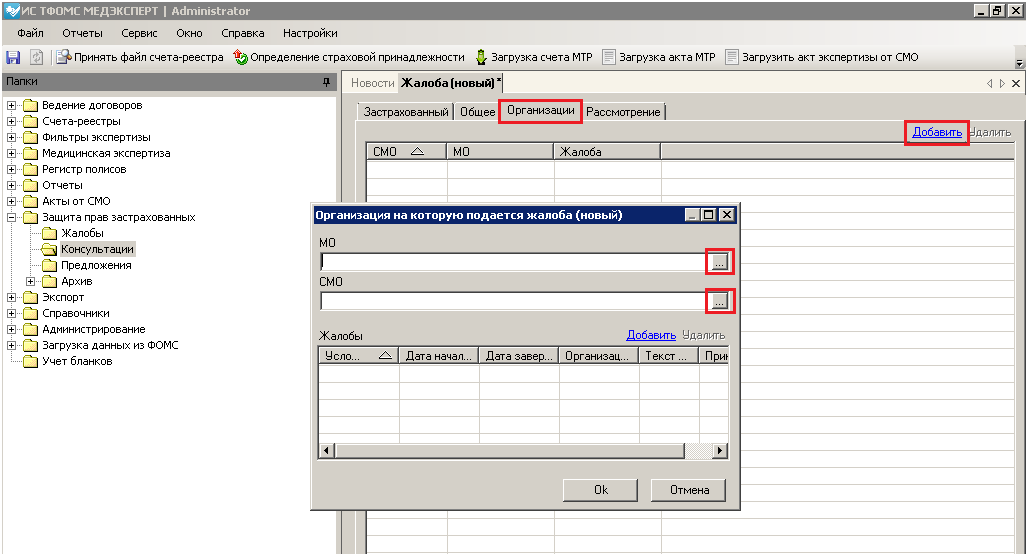 ИС ТФОМС МЕДЭКСПЕРТ | Administrator
Файл Отчеты Сервис Окно Справка Настройки
Принять файл счета-реестра Определение страховой принадлежности Загрузка счета МТР Загрузка акта МТР Загрузить акт экспертизы от СМО
Папки
Новости Жалоба (новый) *
Ведение договоров
Счета-реестры
Фильтры экспертизы
Медицинская экспертиза
Регистр полисов
Отчеты
Акты от СМО
Защита прав застрахованных
Жалобы
Консультации
Предложения
Архив
Экспорт
Справочники
Администрирование
Загрузка данных из ФОМС
Учет бланков
Застрахованный Общее Организации Рассмотрение
Добавить Удалить
СМО МО Жалоба
Организация на которую подается жалоба (новый)
МО
...
СМО
...
Жалобы Добавить Удалить
Усло... Дата начал... Дата завер... Организац... Текст ... При
Ok Отмена